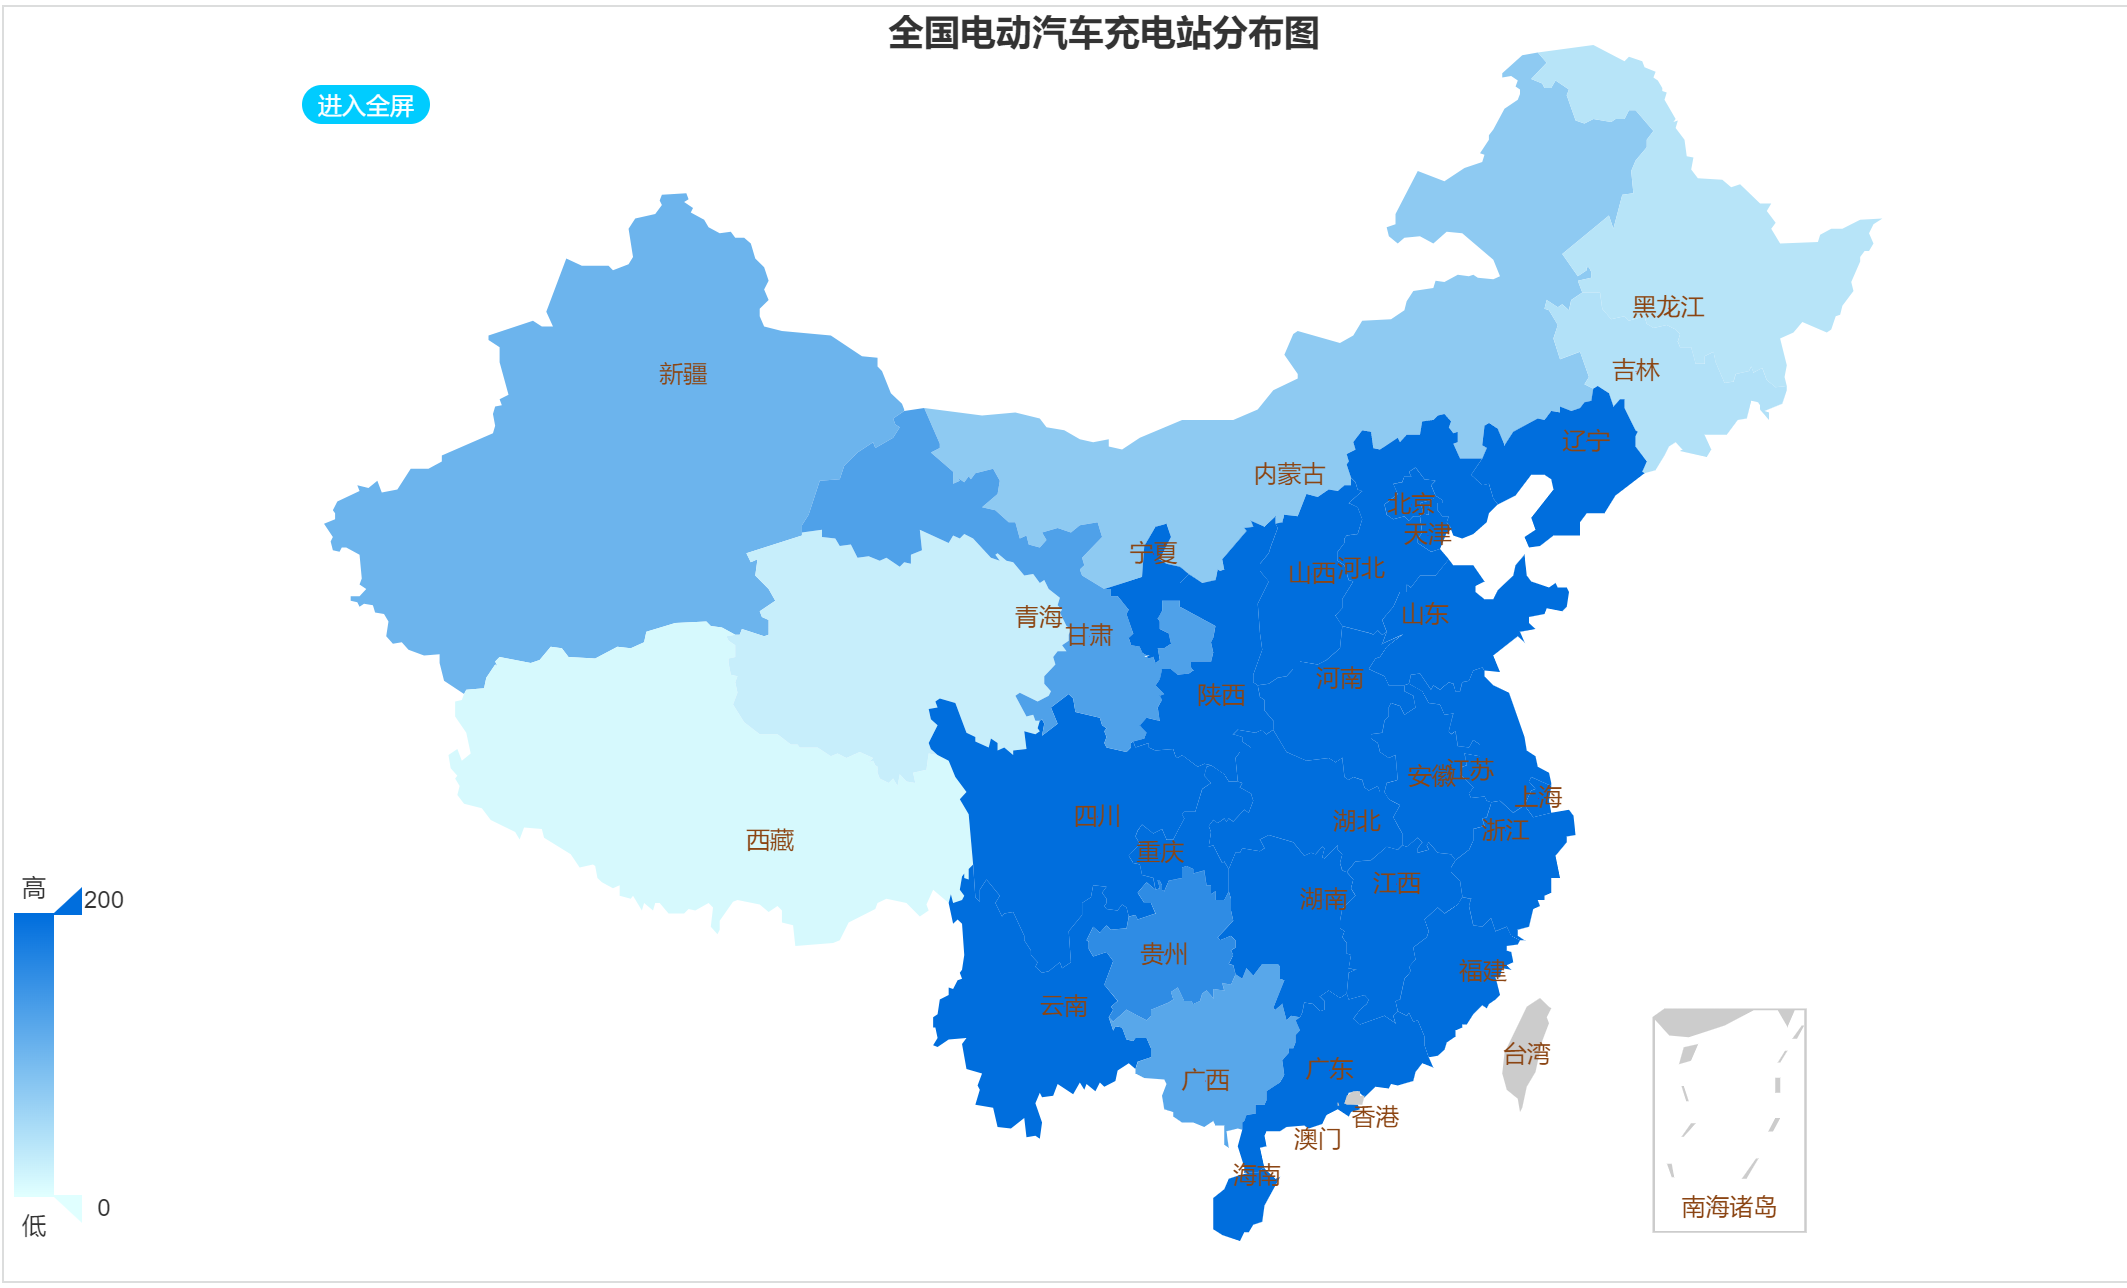 全国电动汽车充电站分布图
进入全屏
黑龙江
吉林
新疆
辽宁
内蒙古
北京
天津
宁夏
山西
河北
山东
青海
甘肃
河南
陕西
安徽
江苏
上海
四川
湖北
浙江
西藏
重庆
江西
湖南
高
200
贵州
福建
云南
台湾
广东
广西
香港
澳门
海南
南海诸岛
0
低